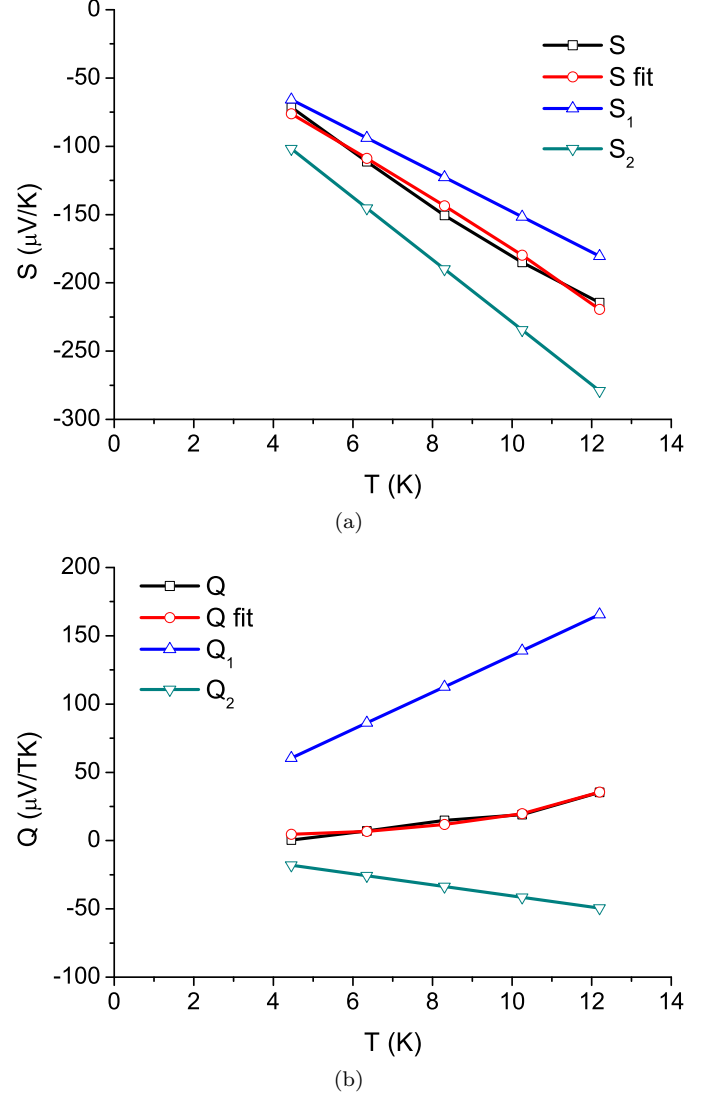 0
-50
-100
-150
-200
-250
-300
S (μV/K)
S
S fit
S₁
S₂
0 2 4 6 8 10 12 14
T (K)
(a)
200
150
100
50
0
-50
-100
Q (μV/TK)
Q
Q fit
Q₁
Q₂
0 2 4 6 8 10 12 14
T (K)
(b)